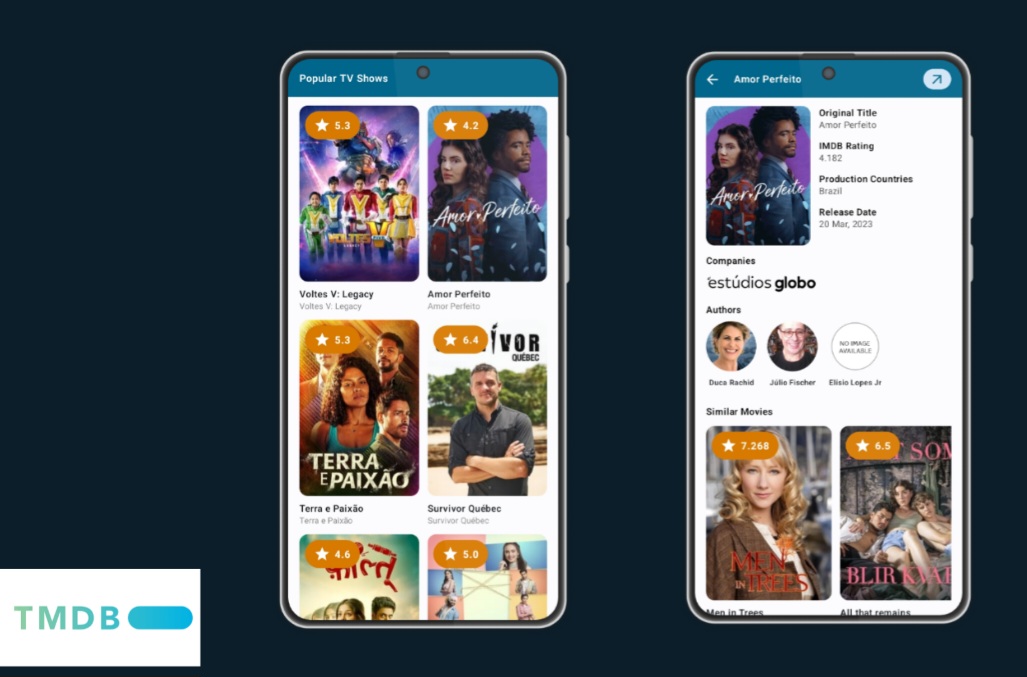 Popular TV Shows
5.3
4.2
VOLTES V
LEGACY
Amor Perfeito
Voltes V: Legacy
Voltes V: Legacy
Amor Perfeito
Amor Perfeito
5.3
6.4
VOR
QUÉBEC
TERRA
E PAIXÃO
Terra e Paixão
Terra e Paixão
Survivor Québec
Survivor Québec
4.6
5.0
ফালতু
Amor Perfeito
Amor Perfeito
Original Title
Amor Perfeito
IMDB Rating
4.182
Production Countries
Brazil
Release Date
20 Mar, 2023
Companies
estúdios globo
Authors
NO IMAGE
AVAILABLE
Duca Rachid
Júlio Fischer
Elísio Lopes Jr
Similar Movies
7.268
6.5
SOM
MEN
IN TREES
BLIR KVAR
Men in Trees
All that remains
TMDB